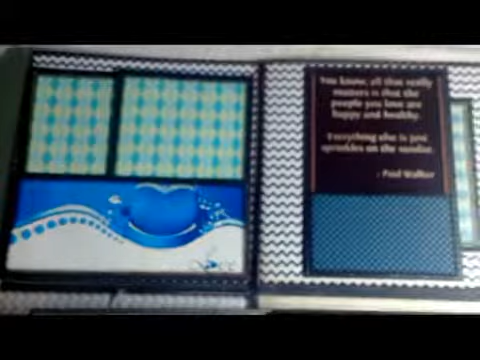 You know, all that really
matters is that the
people you love are
happy and healthy.
Everything else is just
sprinkles on the sundae.
- Paul Walker